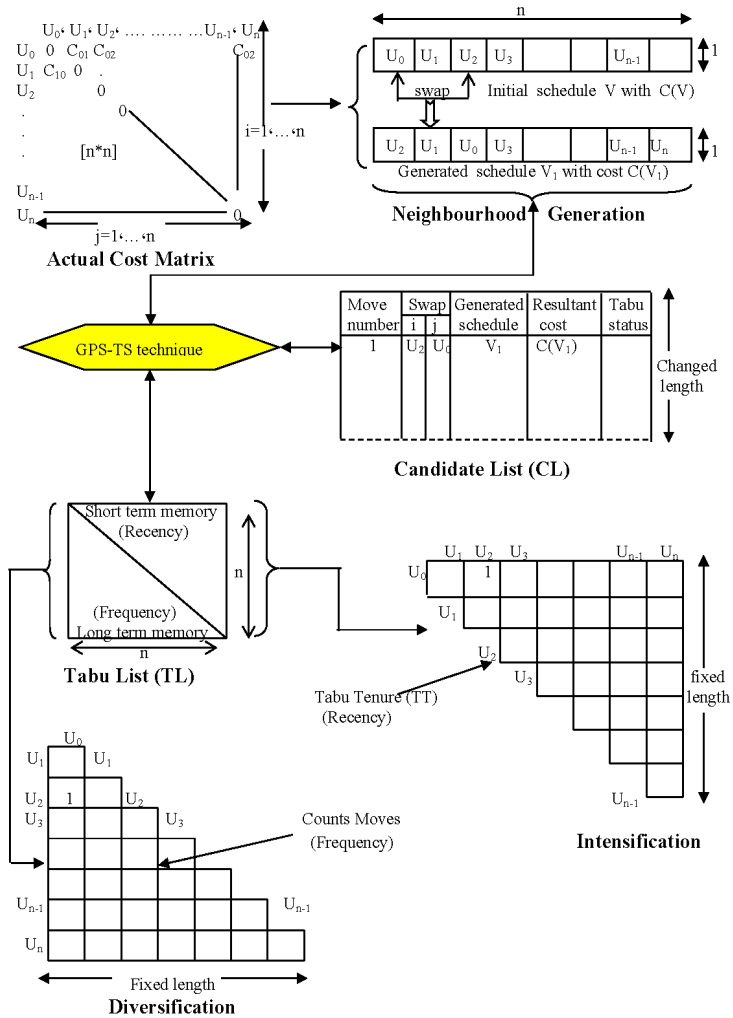 U0‘ U1‘ U2‘ …. …… …...Un-1‘ Un
U0 0 C01 C02 C02
U1 C10 0 .
U2 0
. 0
.
. [n*n]
i=1‘…‘n
Un-1
Un 0
j=1‘…‘n
Actual Cost Matrix
n
U0 U1 U2 U3 Un-1
1
swap
Initial schedule V with C(V)
U2 U1 U0 U3 Un-1 Un
1
Generated schedule V1 with cost C(V1)
Neighbourhood Generation
GPS-TS technique
Move number
Swap
i j
Generated schedule
Resultant cost
Tabu status
1 U2 U0 V1 C(V1)
Changed length
Candidate List (CL)
Short term memory
(Recency)
n
(Frequency)
Long term memory
n
Tabu List (TL)
U1 U2 U3 Un-1 Un
U0 1
U1
U2
U3
Un-1
Tabu Tenure (TT)
(Recency)
fixed
length
Intensification
U0
U1 U1
U2 1 U2
U3 U3
Counts Moves
(Frequency)
Un-1 Un-1
Un
Fixed length
Diversification